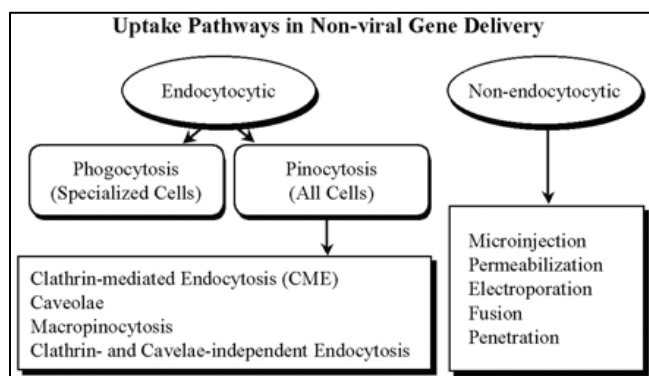 Uptake Pathways in Non-viral Gene Delivery
Endocytocytic
Non-endocytocytic
Phogocytosis
(Specialized Cells)
Pinocytosis
(All Cells)
Clathrin-mediated Endocytosis (CME)
Caveolae
Macropinocytosis
Clathrin- and Cavelae-independent Endocytosis
Microinjection
Permeabilization
Electroporation
Fusion
Penetration